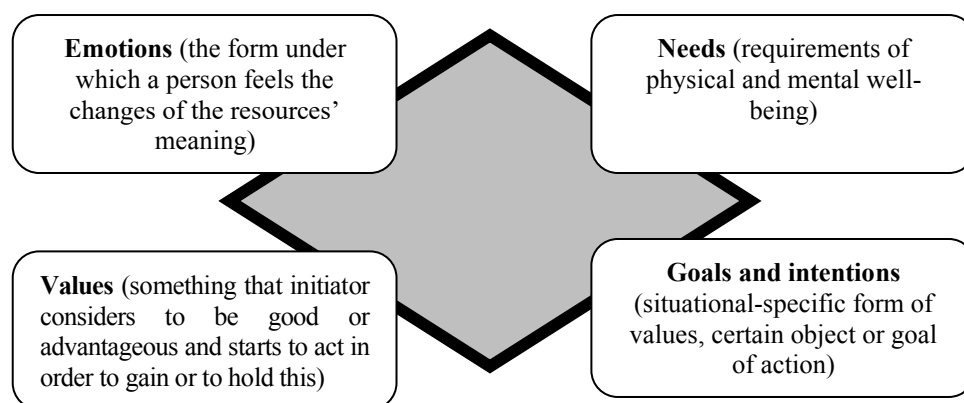 Emotions (the form under
which a person feels the
changes of the resources’
meaning)
Needs (requirements of
physical and mental well-
being)
Values (something that initiator
considers to be good or
advantageous and starts to act in
order to gain or to hold this)
Goals and intentions
(situational-specific form of
values, certain object or goal
of action)